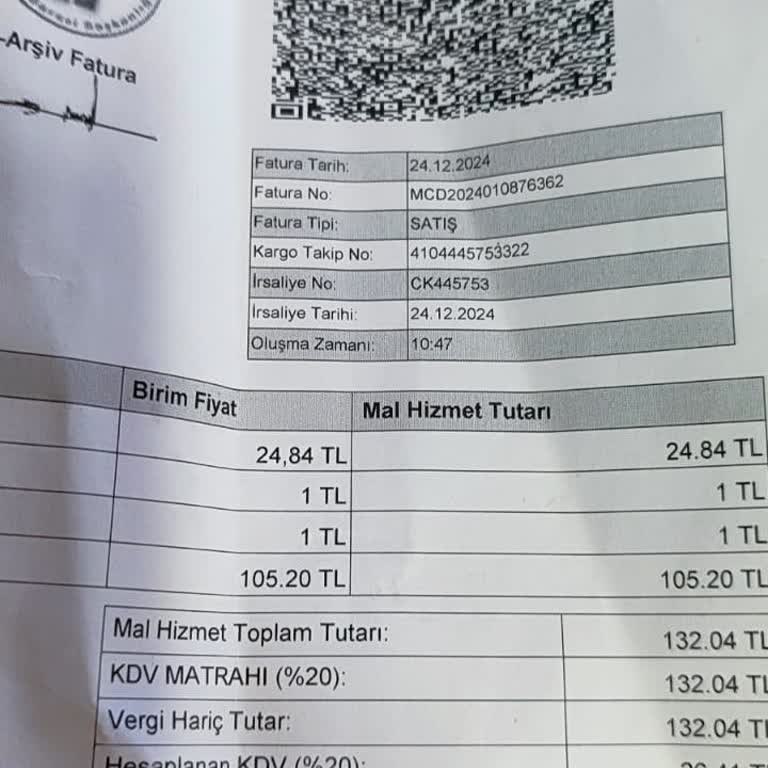 -Arşiv Fatura
Fatura Tarih: 24.12.2024
Fatura No: MCD2024010876362
Fatura Tipi: SATIŞ
Kargo Takip No: 4104445753322
İrsaliye No: CK445753
İrsaliye Tarihi: 24.12.2024
Oluşma Zamanı: 10:47
Birim Fiyat Mal Hizmet Tutarı
24,84 TL 24.84 TL
1 TL 1 TL
1 TL 1 TL
105.20 TL 105.20 TL
Mal Hizmet Toplam Tutarı: 132.04 TL
KDV MATRAHI (%20): 132.04 TL
Vergi Hariç Tutar: 132.04 TL
Hesaplanan KDV (%20):